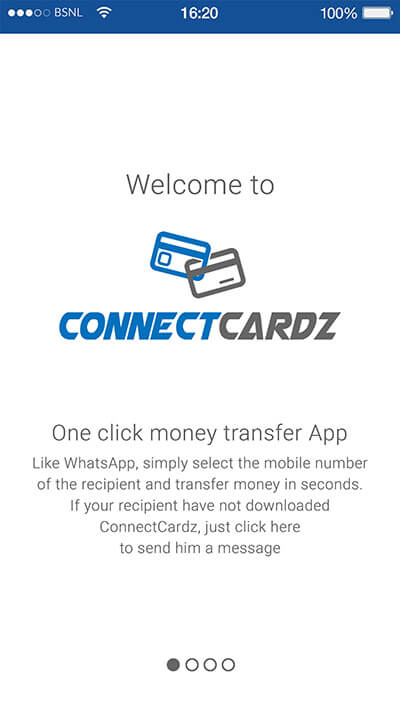 BSNL 16:20 100%
Welcome to
CONNECTCARDZ
One click money transfer App
Like WhatsApp, simply select the mobile number
of the recipient and transfer money in seconds.
If your recipient have not downloaded
ConnectCardz, just click here
to send him a message